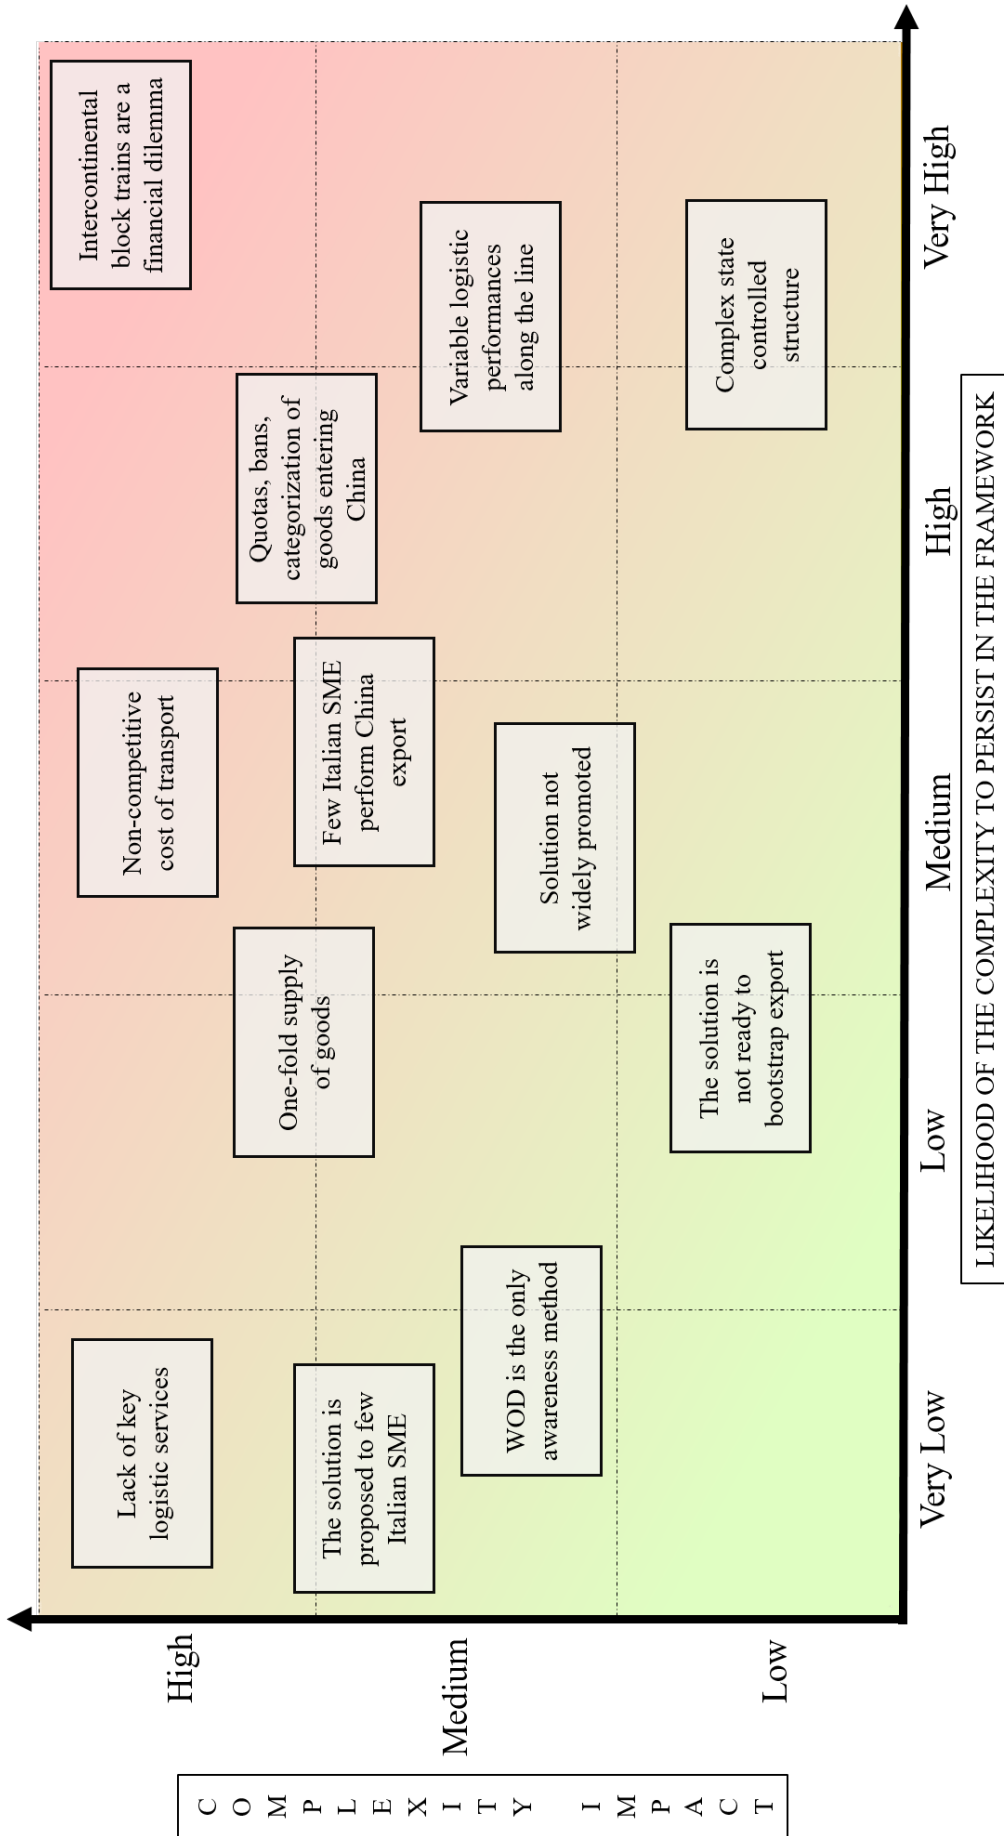 COMPLEXITY IMPACT
High
Medium
Low
Lack of key
logistic services
Non-competitive
cost of transport
Intercontinental
block trains are a
financial dilemma
The solution is
proposed to few
Italian SME
One-fold supply
of goods
Few Italian SME
perform China
export
Quotas, bans,
categorization of
goods entering
China
WOD is the only
awareness method
Solution not
widely promoted
Variable logistic
performances
along the line
The solution is
not ready to
bootstrap export
Complex state
controlled
structure
Very Low
Low
Medium
High
Very High
LIKELIHOOD OF THE COMPLEXITY TO PERSIST IN THE FRAMEWORK